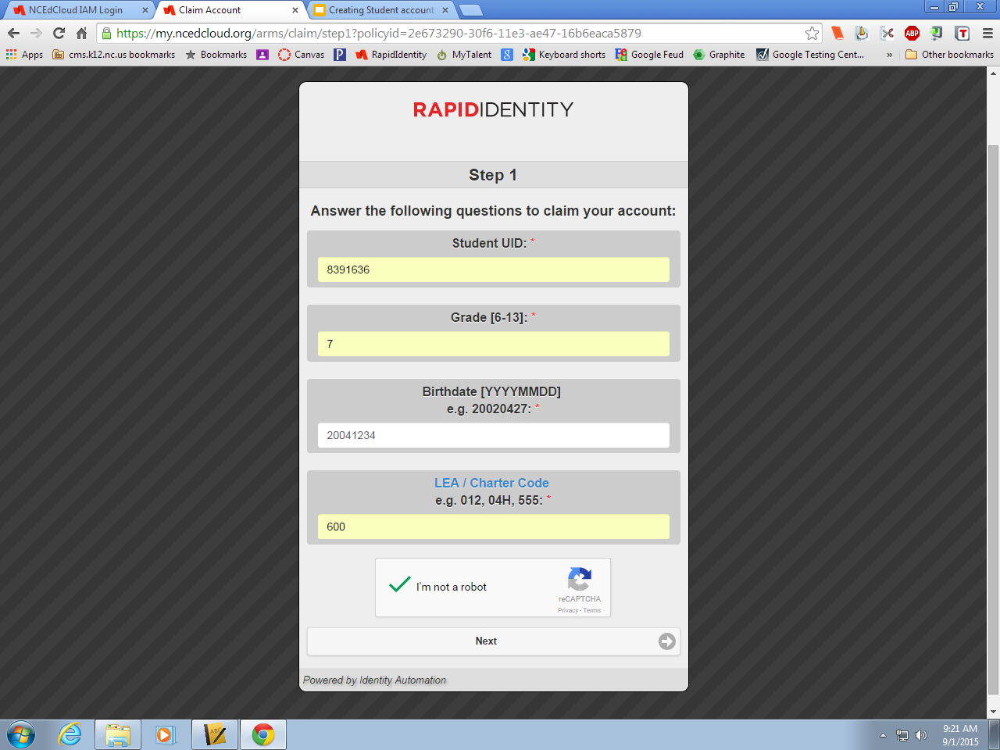 NCEdCloud IAM Login
Claim Account
Creating Student account
https://my.ncedcloud.org/arms/claim/step1?policyid=2e673290-30f6-11e3-ae47-16b6eaca5879
ABP
T
Apps
cms.k12.nc.us bookmarks
Bookmarks
Canvas
P
RapidIdentity
MyTalent
8
Keyboard shorts
Google Feud
Graphite
Google Testing Cent...
»
Other bookmarks
RAPIDIDENTITY
Step 1
Answer the following questions to claim your account:
Student UID: *
8391636
Grade [6-13]: *
7
Birthdate [YYYYMMDD]
e.g. 20020427: *
20041234
LEA / Charter Code
e.g. 012, 04H, 555: *
600
I'm not a robot
reCAPTCHA
Privacy - Terms
Next
Powered by Identity Automation
ABC
9:21 AM
9/1/2015